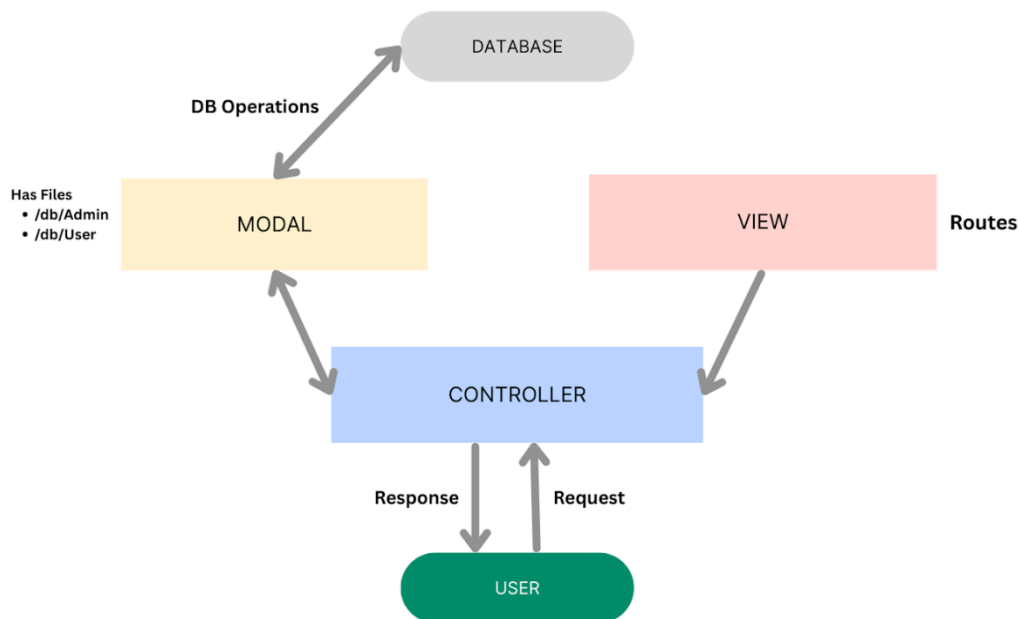 DATABASE
DB Operations
Has Files
• /db/Admin
• /db/User
MODAL
VIEW
Routes
CONTROLLER
Response
Request
USER